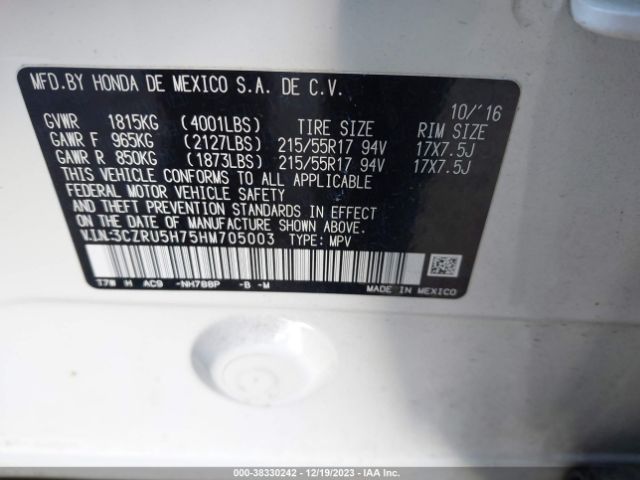 MFD.BY HONDA DE MEXICO S.A. DE C.V.
10/'16
GVWR 1815KG (4001LBS) TIRE SIZE RIM SIZE
GAWR F 965KG (2127LBS) 215/55R17 94V 17X7.5J
GAWR R 850KG (1873LBS) 215/55R17 94V 17X7.5J
THIS VEHICLE CONFORMS TO ALL APPLICABLE
FEDERAL MOTOR VEHICLE SAFETY
AND THEFT PREVENTION STANDARDS IN EFFECT
ON THE DATE OF MANUFACTURE SHOWN ABOVE.
V.I.N:3CZRU5H75HM705003 TYPE: MPV
T7W H AC9 -NH788P -B -M
MADE IN MEXICO
000-38330242 - 12/19/2023 - Copyright IAA, LLC